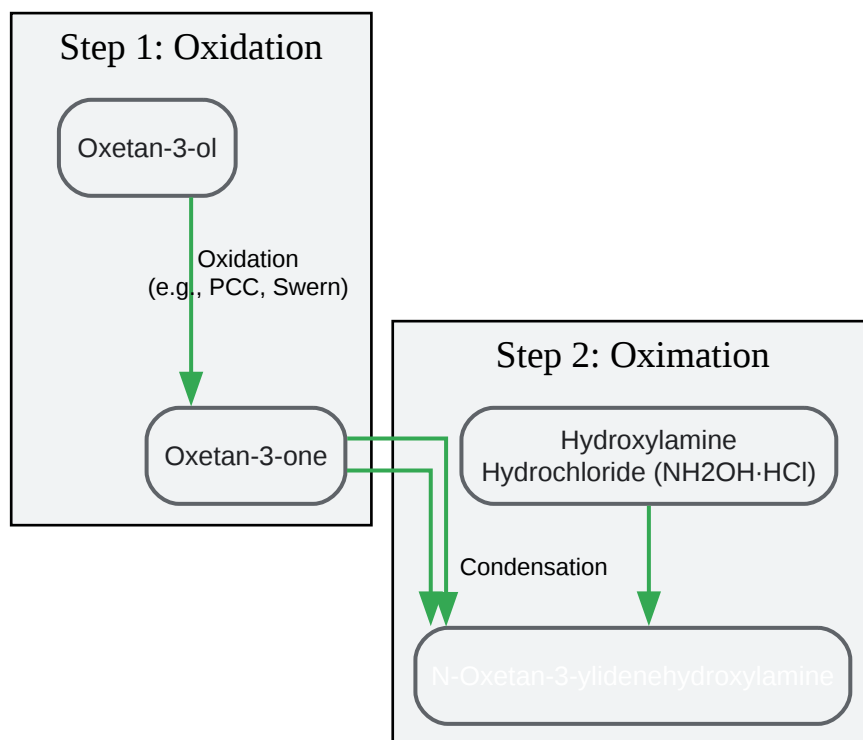 Step 1: Oxidation
Oxetan-3-ol
Oxidation
(e.g., PCC, Swern)
Oxetan-3-one
Step 2: Oximation
Hydroxylamine
Hydrochloride (NH2OH·HCl)
Condensation
N-Oxetan-3-ylidenehydroxylamine